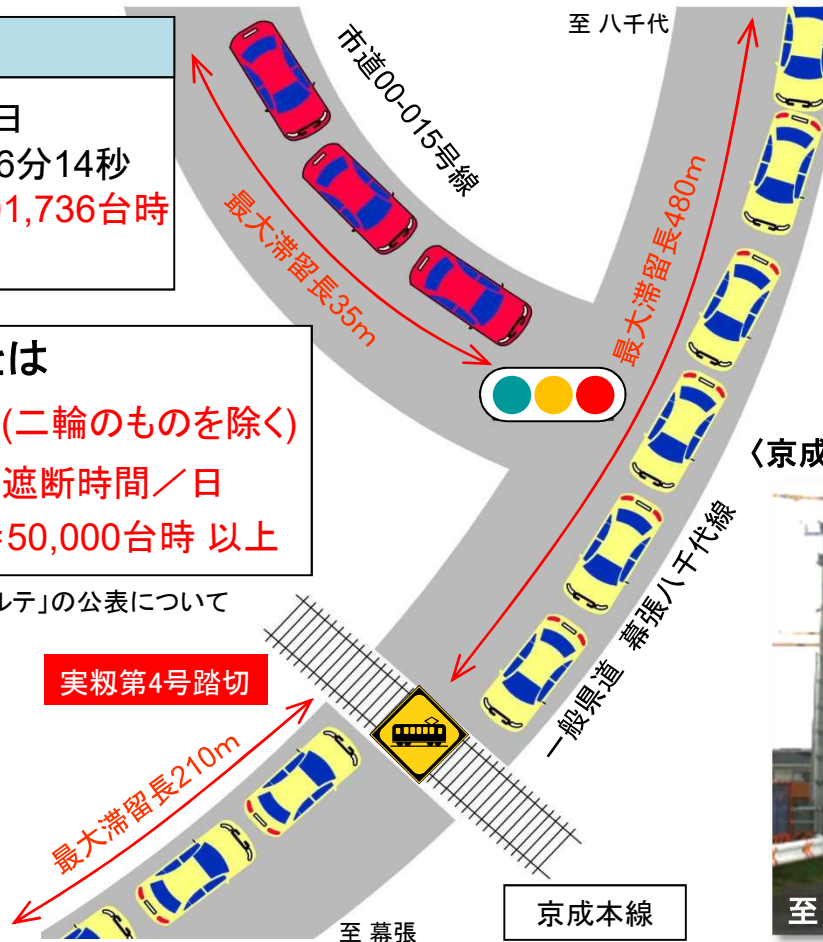 至 八千代
日
6分14秒
1,736台時
市道00-015号線
最大滞留長35m
最大滞留長480m
とは
(二輪のものを除く)
遮断時間／日
50,000台時 以上
ルテ」の公表について
〈京成
一般県道 幕張八千代線
実籾第4号踏切
最大滞留長210m
京成本線
至 幕張
至